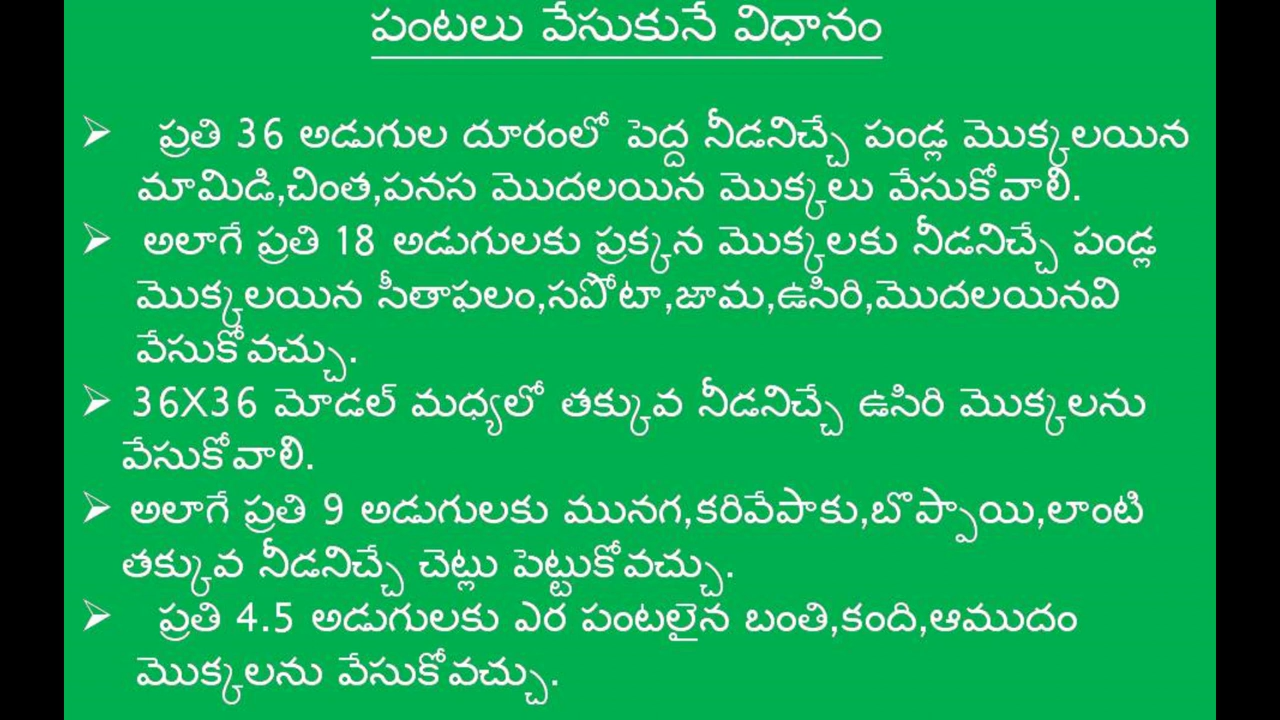 పంటలు వేసుకునే విధానం
➢ ప్రతి 36 అడుగుల దూరంలో పెద్ద నీడనిచ్చే పండ్ల మొక్కలయిన
మామిడి,చింత,పనస మొదలయిన మొక్కలు వేసుకోవాలి.
➢ అలాగే ప్రతి 18 అడుగులకు ప్రక్కన మొక్కలకు నీడనిచ్చే పండ్ల
మొక్కలయిన సీతాఫలం,సపోటా,జామ,ఉసిరి,మొదలయినవి
వేసుకోవచ్చు.
➢ 36X36 మోడల్ మధ్యలో తక్కువ నీడనిచ్చే ఉసిరి మొక్కలను
వేసుకోవాలి.
➢ అలాగే ప్రతి 9 అడుగులకు మునగ,కరివేపాకు,బొప్పాయి,లాంటి
తక్కువ నీడనిచ్చే చెట్లు పెట్టుకోవచ్చు.
➢ ప్రతి 4.5 అడుగులకు ఎర పంటలైన బంతి,కంది,ఆముదం
మొక్కలను వేసుకోవచ్చు.